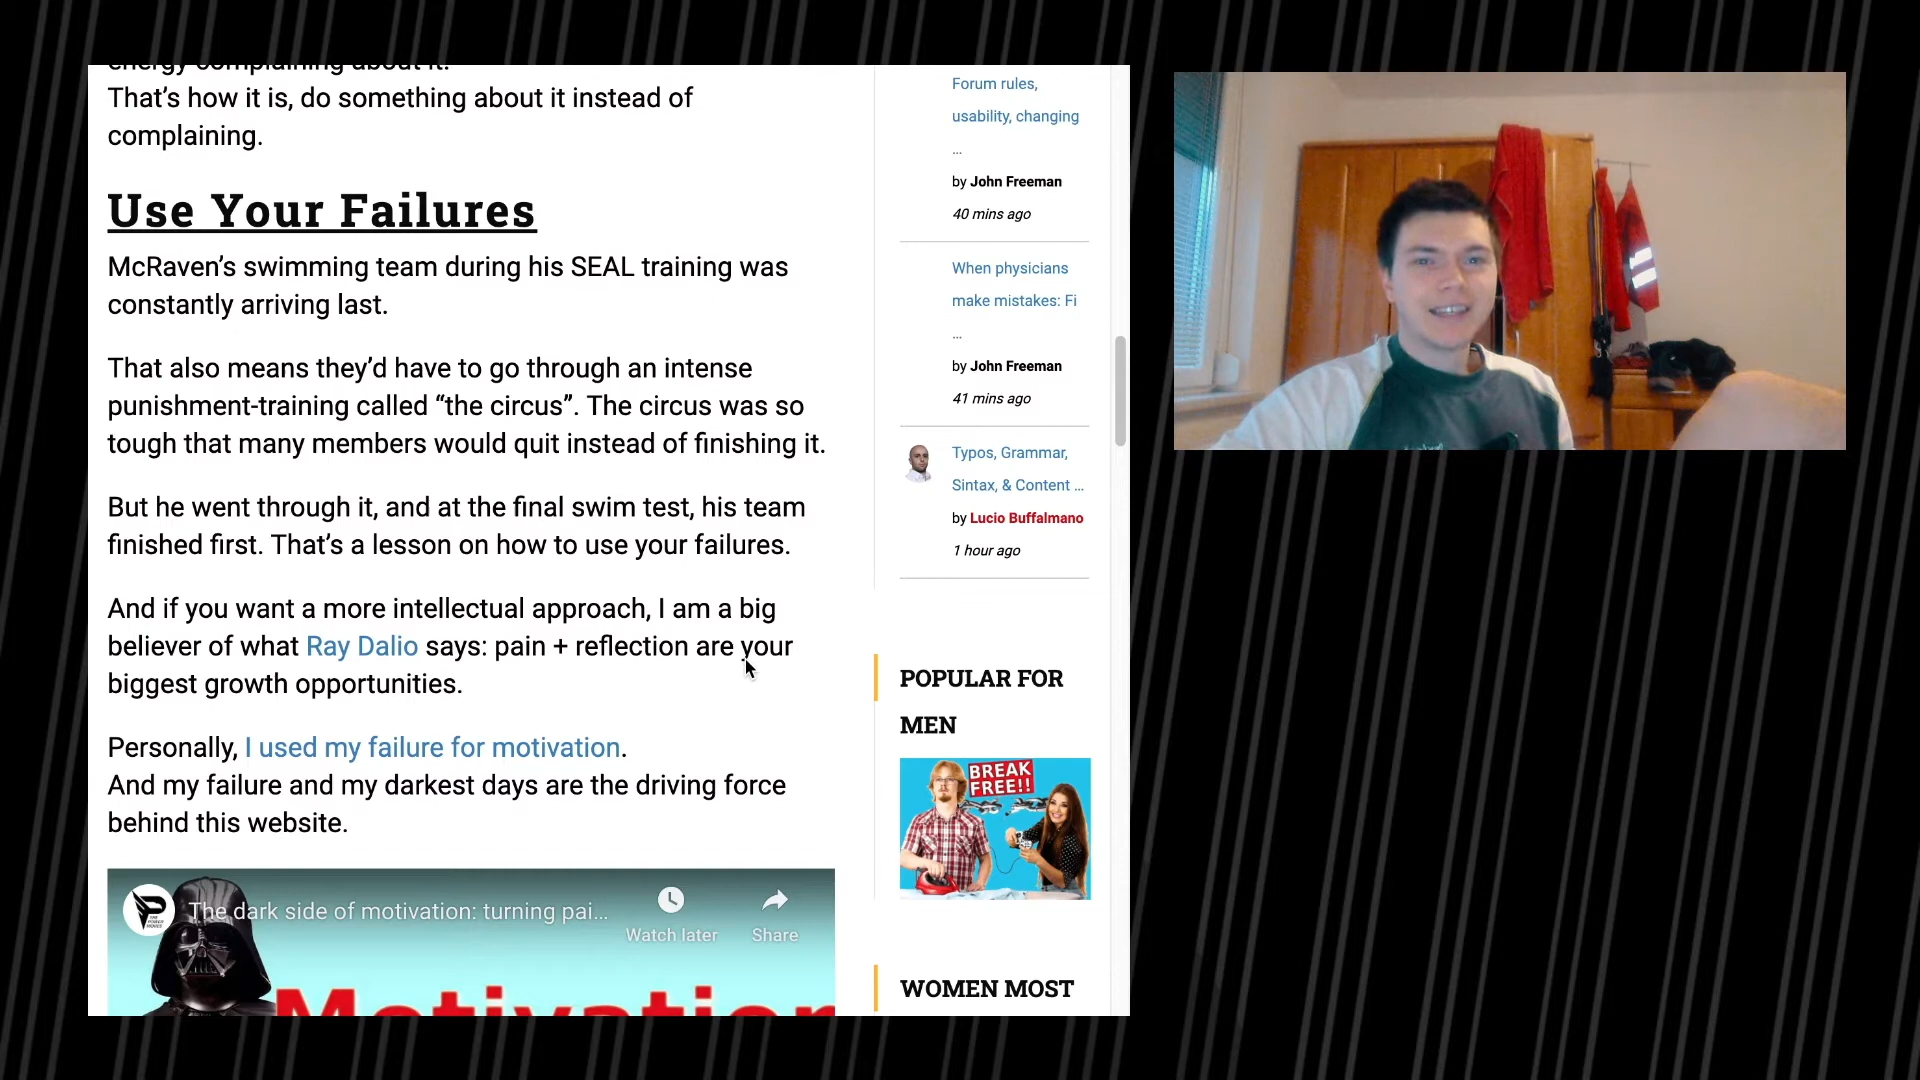 energy complaining about it.
That’s how it is, do something about it instead of
complaining.
Use Your Failures
McRaven’s swimming team during his SEAL training was
constantly arriving last.
That also means they’d have to go through an intense
punishment-training called “the circus”. The circus was so
tough that many members would quit instead of finishing it.
But he went through it, and at the final swim test, his team
finished first. That’s a lesson on how to use your failures.
And if you want a more intellectual approach, I am a big
believer of what Ray Dalio says: pain + reflection are your
biggest growth opportunities.
Personally, I used my failure for motivation.
And my failure and my darkest days are the driving force
behind this website.
The dark side of motivation: turning pai...
Watch later
Share
Motivation
Forum rules,
usability, changing
...
by John Freeman
40 mins ago
When physicians
make mistakes: Fi
...
by John Freeman
41 mins ago
Typos, Grammar,
Sintax, & Content ...
by Lucio Buffalmano
1 hour ago
POPULAR FOR
MEN
BREAK
FREE!!
WOMEN MOST